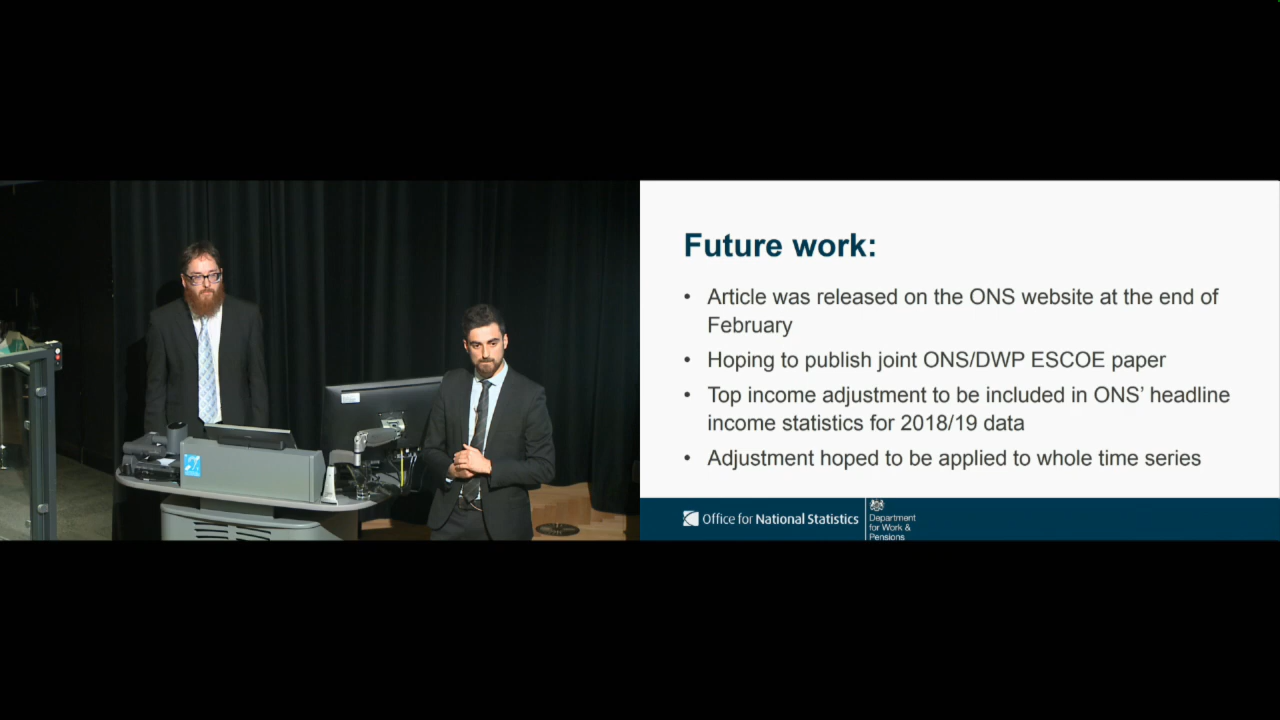 Future work:
• Article was released on the ONS website at the end of
February
• Hoping to publish joint ONS/DWP ESCOE paper
• Top income adjustment to be included in ONS’ headline
income statistics for 2018/19 data
• Adjustment hoped to be applied to whole time series
Office for National Statistics
Department
for Work &
Pensions